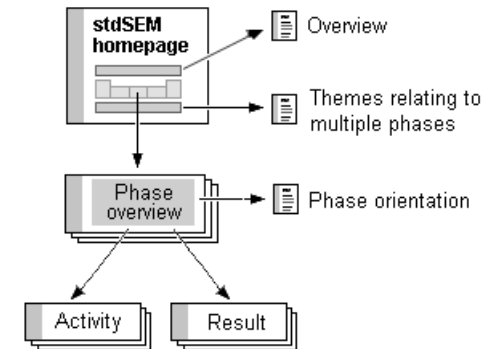 stdSEM
homepage
Overview
Themes relating to
multiple phases
Phase
overview
Phase orientation
Activity
Result